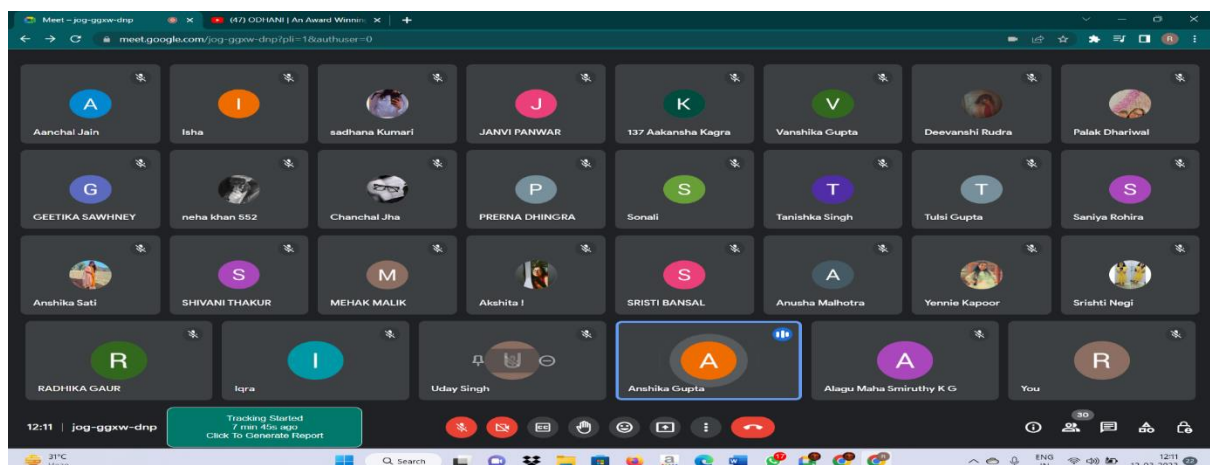 Meet – jog-ggxw-dnp
(47) ODHANI | An Award Winnin
meet.google.com/jog-ggxw-dnp?pli=1&authuser=0
R
A
I
J
K
V
Aanchal Jain
Isha
sadhana Kumari
JANVI PANWAR
137 Aakansha Kagra
Vanshika Gupta
Deevanshi Rudra
Palak Dhariwal
G
P
S
T
T
S
GEETIKA SAWHNEY
neha khan 552
Chanchal Jha
PRERNA DHINGRA
Sonali
Tanishka Singh
Tulsi Gupta
Saniya Rohira
S
M
S
A
Anshika Sati
SHIVANI THAKUR
MEHAK MALIK
Akshita !
SRISTI BANSAL
Anusha Malhotra
Yennie Kapoor
Srishti Negi
R
I
A
A
R
RADHIKA GAUR
Iqra
Uday Singh
Anshika Gupta
Alagu Maha Smiruthy K G
You
12:11 | jog-ggxw-dnp
Tracking Started
7 min 45s ago
Click To Generate Report
30
31°C
Search
ENG
12:11